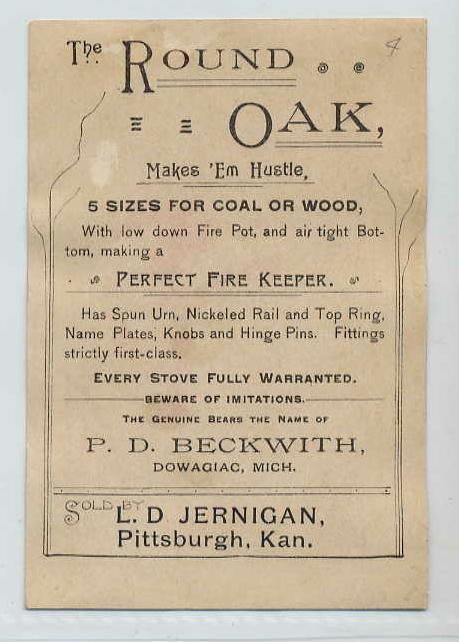 The ROUND
OAK,
Makes 'Em Hustle,
5 SIZES FOR COAL OR WOOD,
With low down Fire Pot, and air tight Bot-
tom, making a
PERFECT FIRE KEEPER.
Has Spun Urn, Nickeled Rail and Top Ring,
Name Plates, Knobs and Hinge Pins. Fittings
strictly first-class.
EVERY STOVE FULLY WARRANTED.
BEWARE OF IMITATIONS.
THE GENUINE BEARS THE NAME OF
P. D. BECKWITH,
DOWAGIAC, MICH.
SOLD BY
L. D JERNIGAN,
Pittsburgh, Kan.